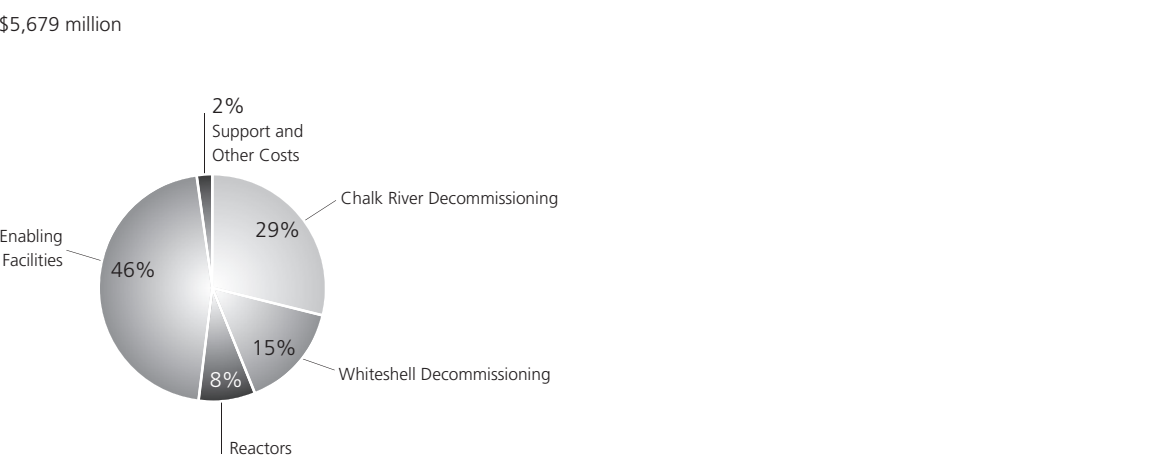 $5,679 million
2%
Support and
Other Costs
Chalk River Decommissioning
29%
Enabling
Facilities
46%
15%
Whiteshell Decommissioning
8%
Reactors